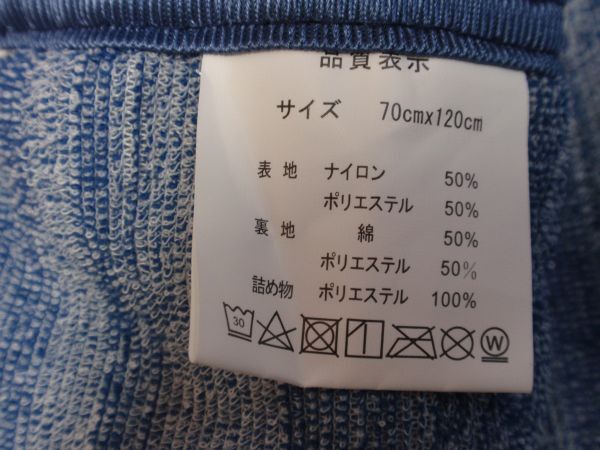 品質表示
サイズ 70cmx120cm
表地 ナイロン 50%
ポリエステル 50%
裏地 綿 50%
ポリエステル 50%
詰め物 ポリエステル 100%
30 W